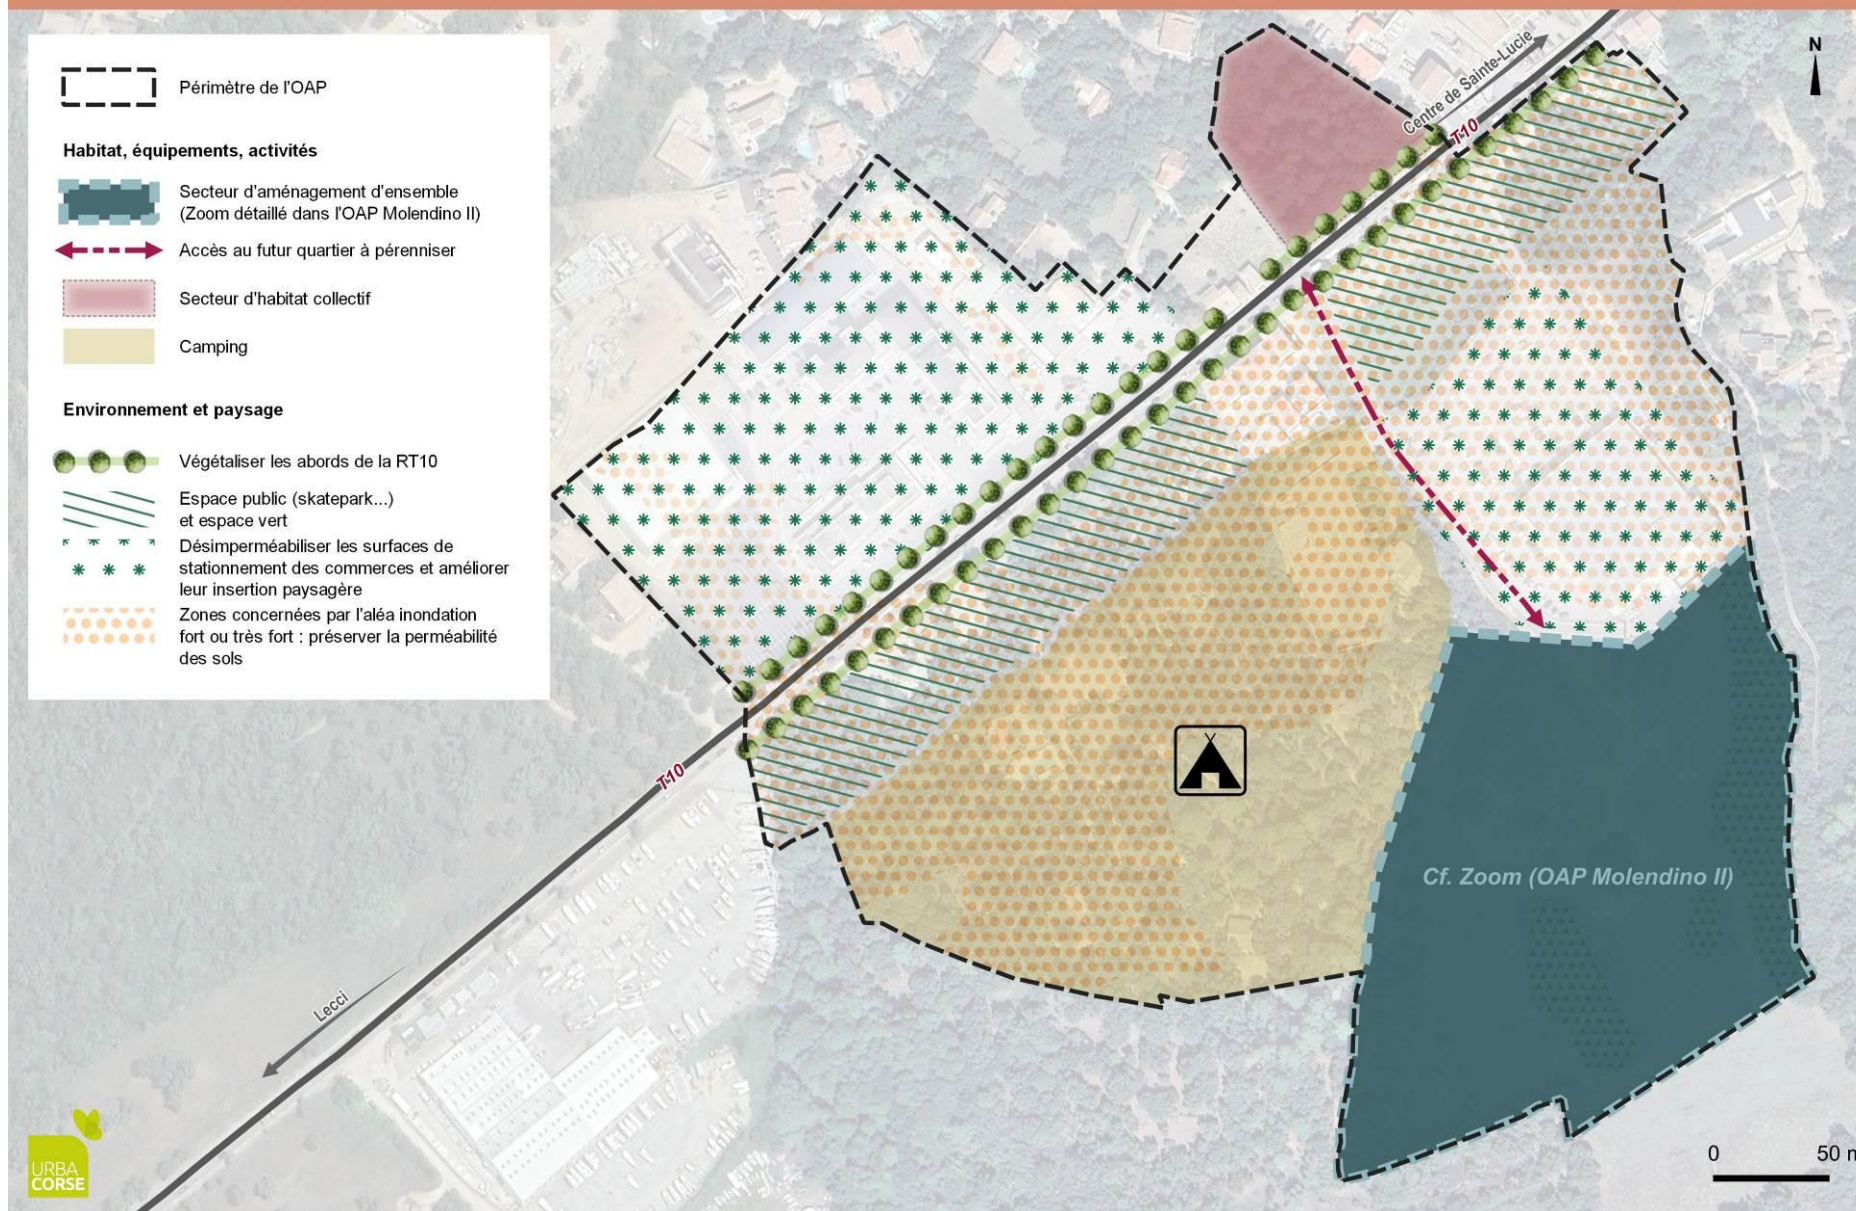 Périmètre de l'OAP
Habitat, équipements, activités
Secteur d'aménagement d'ensemble
(Zoom détaillé dans l'OAP Molendino II)
Accès au futur quartier à pérenniser
Secteur d'habitat collectif
Camping
Environnement et paysage
Végétaliser les abords de la RT10
Espace public (skatepark...)
et espace vert
Désimperméabiliser les surfaces de
stationnement des commerces et améliorer
leur insertion paysagère
Zones concernées par l'aléa inondation
fort ou très fort : préserver la perméabilité
des sols
Centre de Sainte-Lucie
T10
N
T10
Cf. Zoom (OAP Molendino II)
Lecci
URBA
CORSE
0 50 m